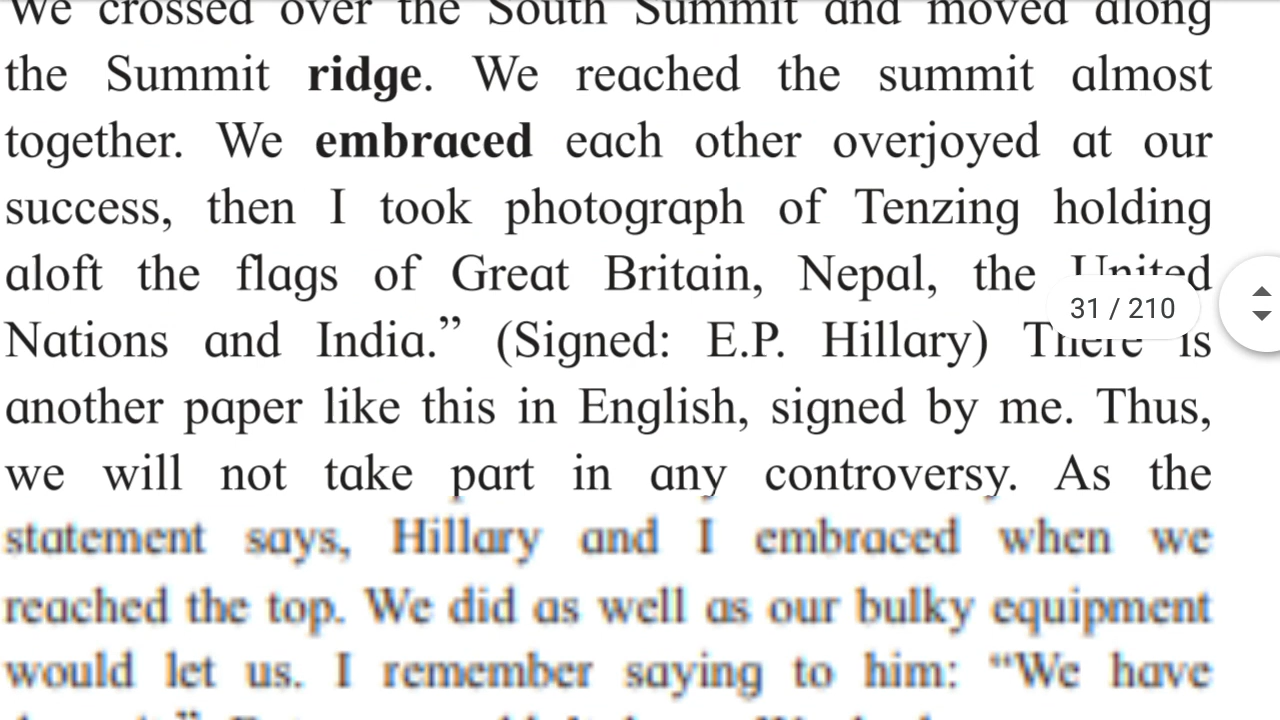 We crossed over the South Summit and moved along
the Summit ridge. We reached the summit almost
together. We embraced each other overjoyed at our
success, then I took photograph of Tenzing holding
aloft the flags of Great Britain, Nepal, the United
31 / 210
Nations and India.” (Signed: E.P. Hillary) There is
another paper like this in English, signed by me. Thus,
we will not take part in any controversy. As the
statement says, Hillary and I embraced when we
reached the top. We did as well as our bulky equipment
would let us. I remember saying to him: “We have